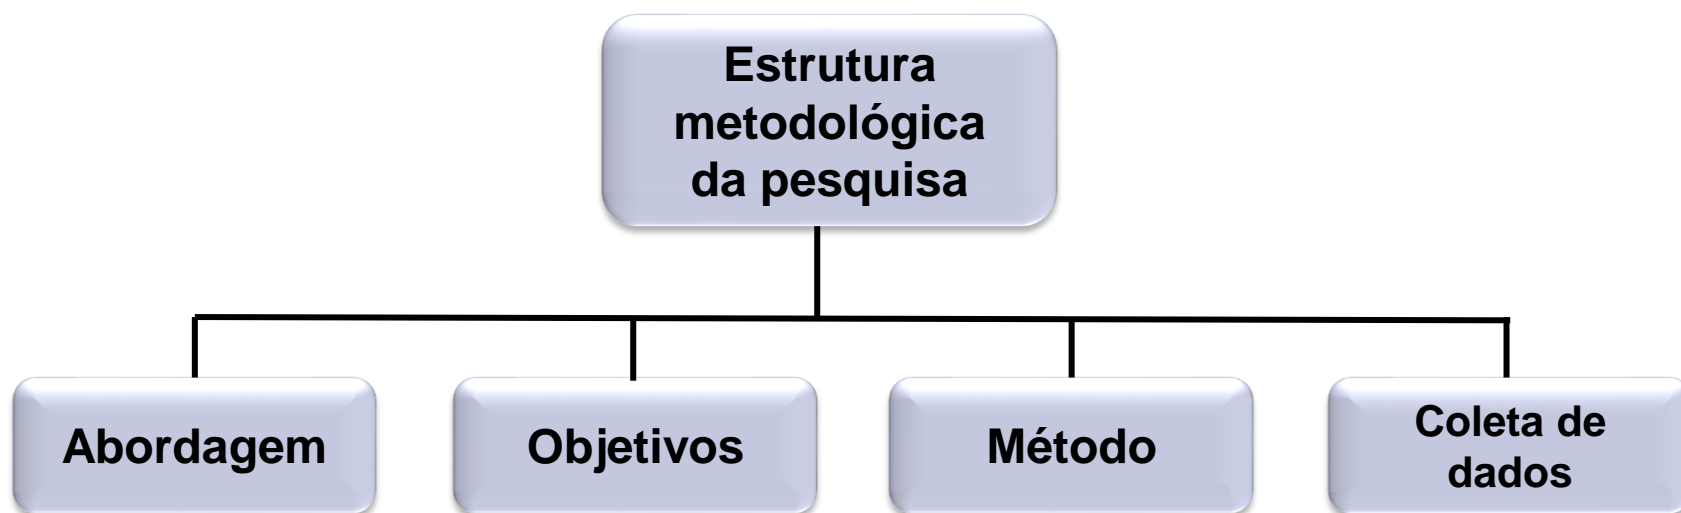 Estrutura
metodológica
da pesquisa
Abordagem
Objetivos
Método
Coleta de
dados